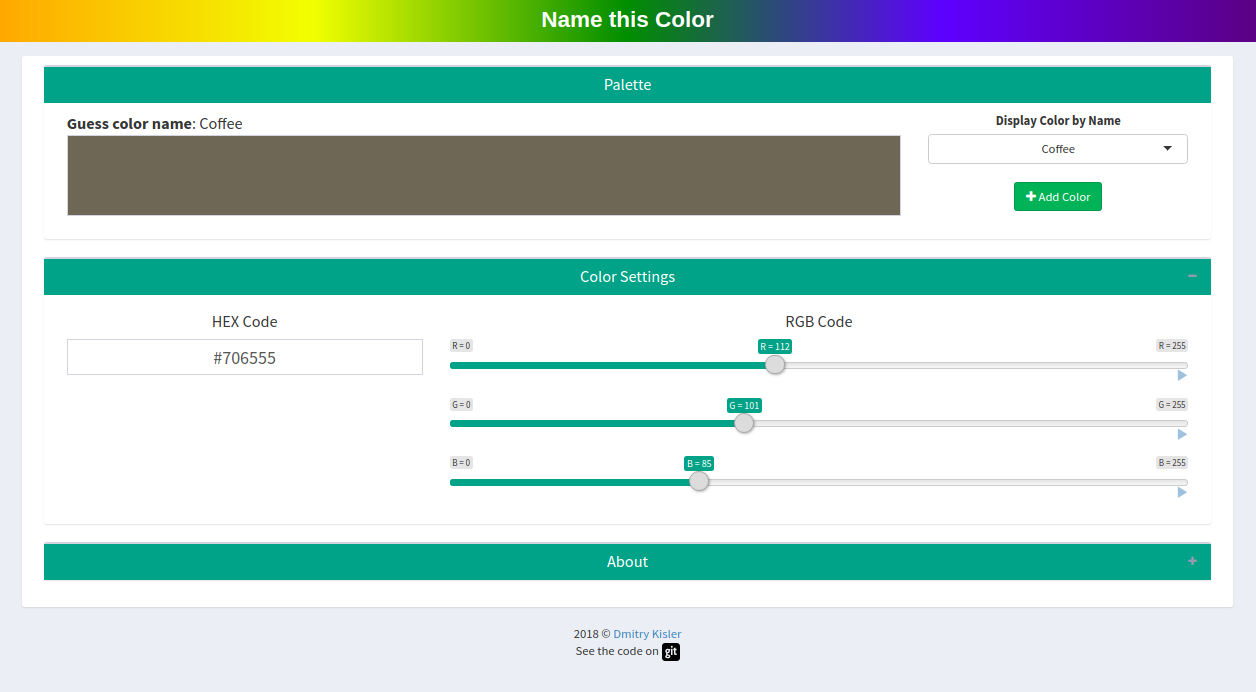 Name this Color
Palette
Guess color name: Coffee
Display Color by Name
Coffee
Add Color
Color Settings
HEX Code
#706555
RGB Code
R = 0
R = 112
R = 255
G = 0
G = 101
G = 255
B = 0
B = 85
B = 255
About
2018 © Dmitry Kisler
See the code on git